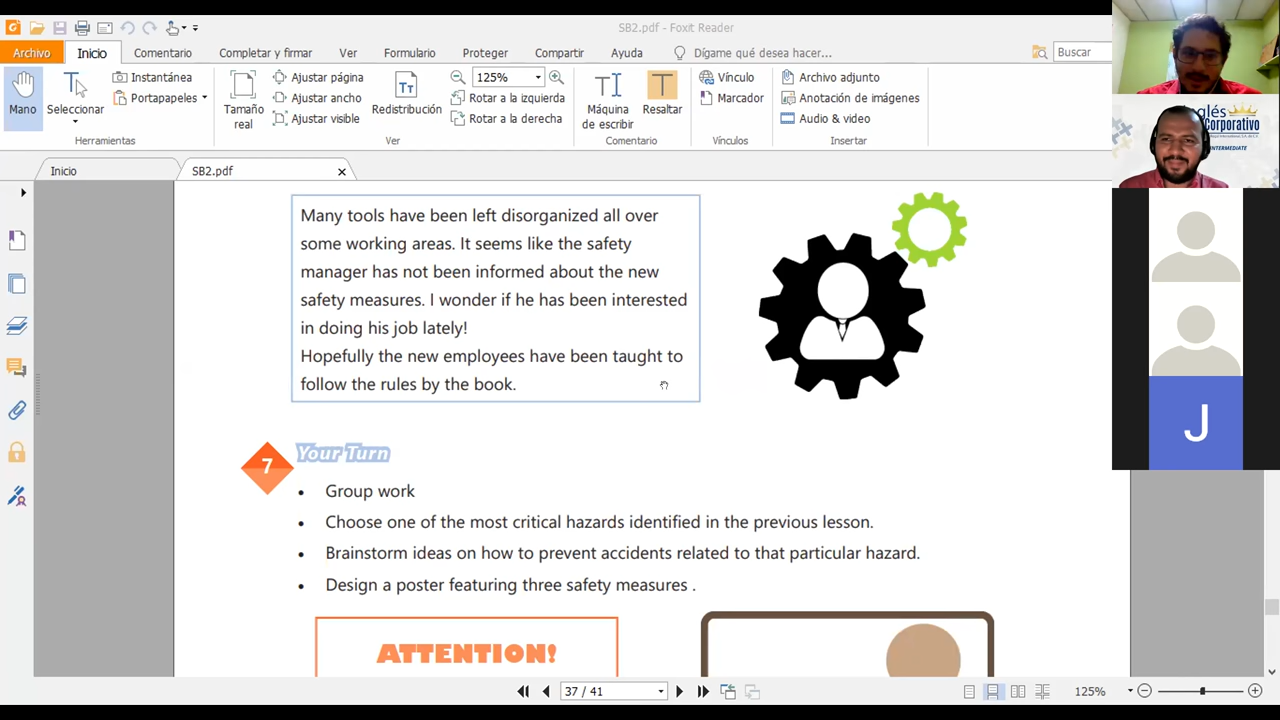 SB2.pdf - Foxit Reader
Archivo Inicio Comentario Completar y firmar Ver Formulario Proteger Compartir Ayuda Dígame qué desea hacer... Buscar
Mano
Seleccionar
Instantánea
Portapapeles
Herramientas
Tamaño
real
Ajustar página
Ajustar ancho
Ajustar visible
Redistribución
125%
Rotar a la izquierda
Rotar a la derecha
Ver
Máquina
de escribir
Resaltar
Comentario
Vínculo
Marcador
Vínculos
Archivo adjunto
Anotación de imágenes
Audio & video
Insertar
Inicio SB2.pdf
Many tools have been left disorganized all over
some working areas. It seems like the safety
manager has not been informed about the new
safety measures. I wonder if he has been interested
in doing his job lately!
Hopefully the new employees have been taught to
follow the rules by the book.
7 Your Turn
• Group work
• Choose one of the most critical hazards identified in the previous lesson.
• Brainstorm ideas on how to prevent accidents related to that particular hazard.
• Design a poster featuring three safety measures .
ATTENTION!
37 / 41
125%
glés
Corporativo
INTERMEDIATE
J